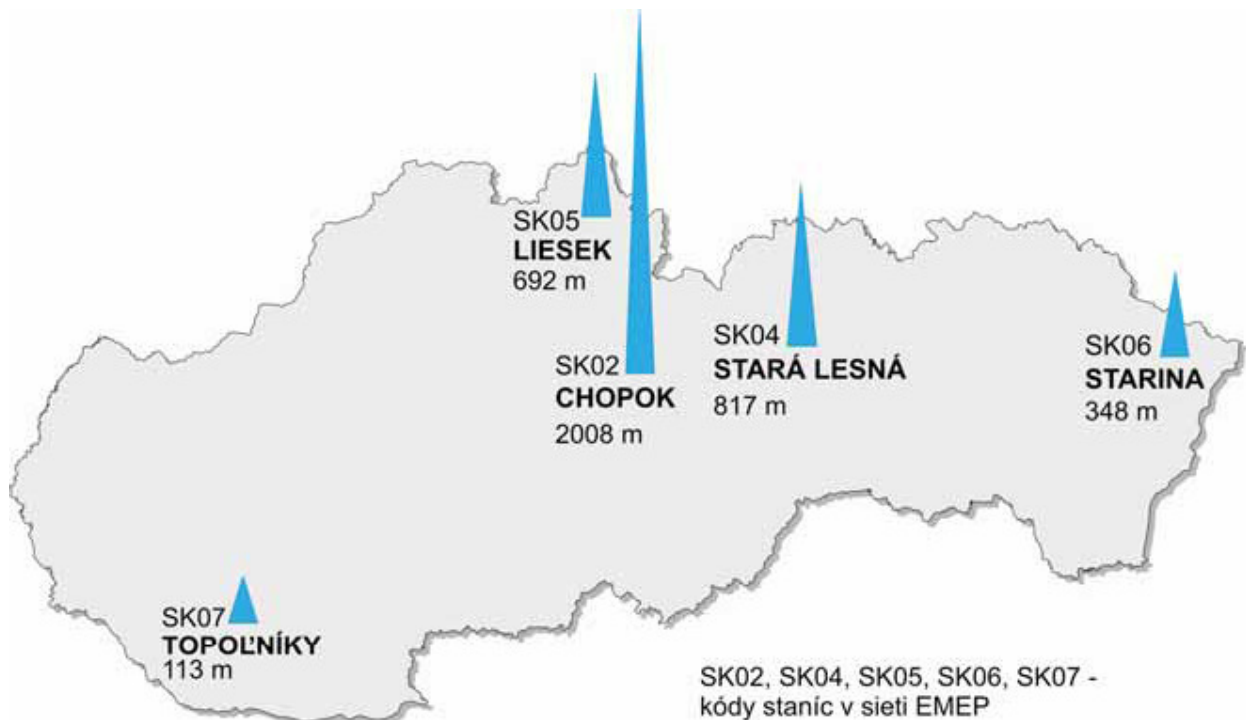 SK05
LIESEK
692 m
SK02
CHOPOK
2008 m
SK04
STARÁ LESNÁ
817 m
SK06
STARINA
348 m
SK07
TOPOĽNÍKY
113 m
SK02, SK04, SK05, SK06, SK07 -
kódy staníc v sieti EMEP